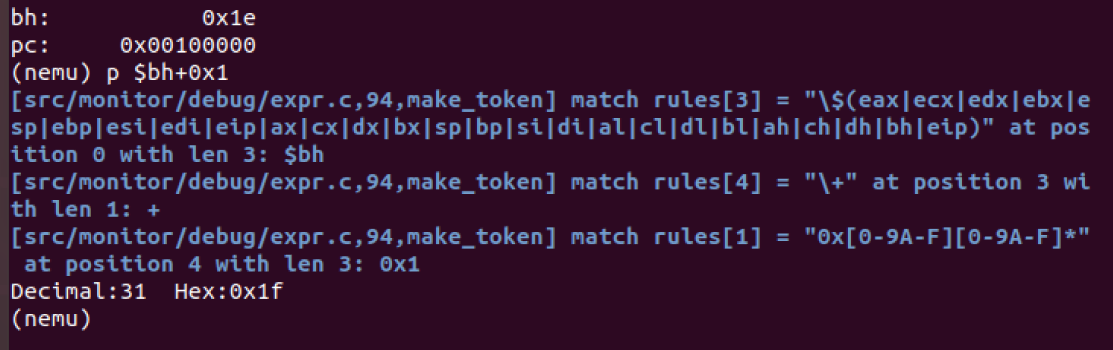 bh:            0x1e
pc:     0x00100000
(nemu) p $bh+0x1
[src/monitor/debug/expr.c,94,make_token] match rules[3] = "\$(eax|ecx|edx|ebx|e
sp|ebp|esi|edi|eip|ax|cx|dx|bx|sp|bp|si|di|al|cl|dl|bl|ah|ch|dh|bh|eip)" at pos
ition 0 with len 3: $bh
[src/monitor/debug/expr.c,94,make_token] match rules[4] = "\+" at position 3 wi
th len 1: +
[src/monitor/debug/expr.c,94,make_token] match rules[1] = "0x[0-9A-F][0-9A-F]*"
 at position 4 with len 3: 0x1
Decimal:31  Hex:0x1f
(nemu)